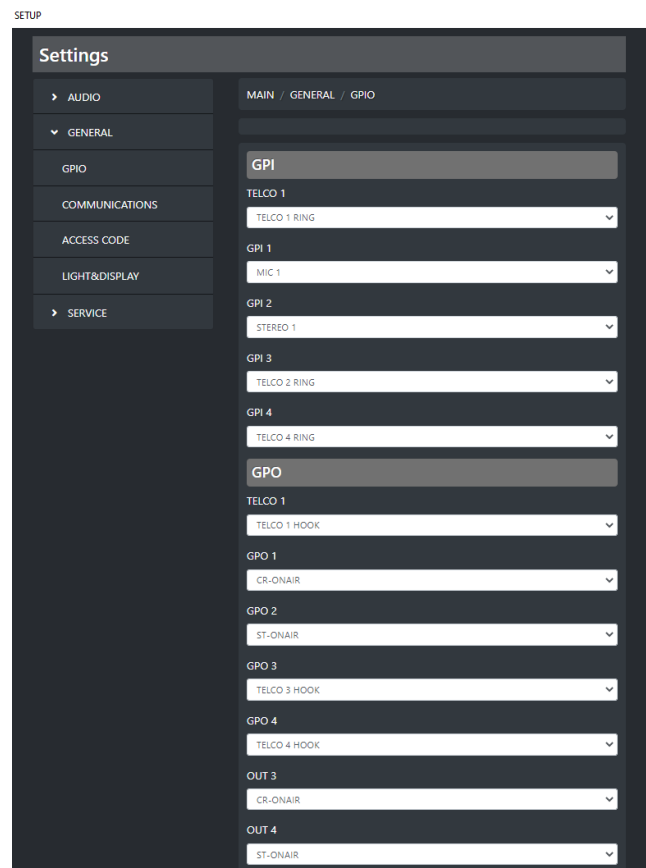 SETUP
Settings
AUDIO
GENERAL
GPIO
COMMUNICATIONS
ACCESS CODE
LIGHT&DISPLAY
SERVICE
MAIN / GENERAL / GPIO
GPI
TELCO 1
TELCO 1 RING
GPI 1
MIC 1
GPI 2
STEREO 1
GPI 3
TELCO 2 RING
GPI 4
TELCO 4 RING
GPO
TELCO 1
TELCO 1 HOOK
GPO 1
CR-ONAIR
GPO 2
ST-ONAIR
GPO 3
TELCO 3 HOOK
GPO 4
TELCO 4 HOOK
OUT 3
CR-ONAIR
OUT 4
ST-ONAIR